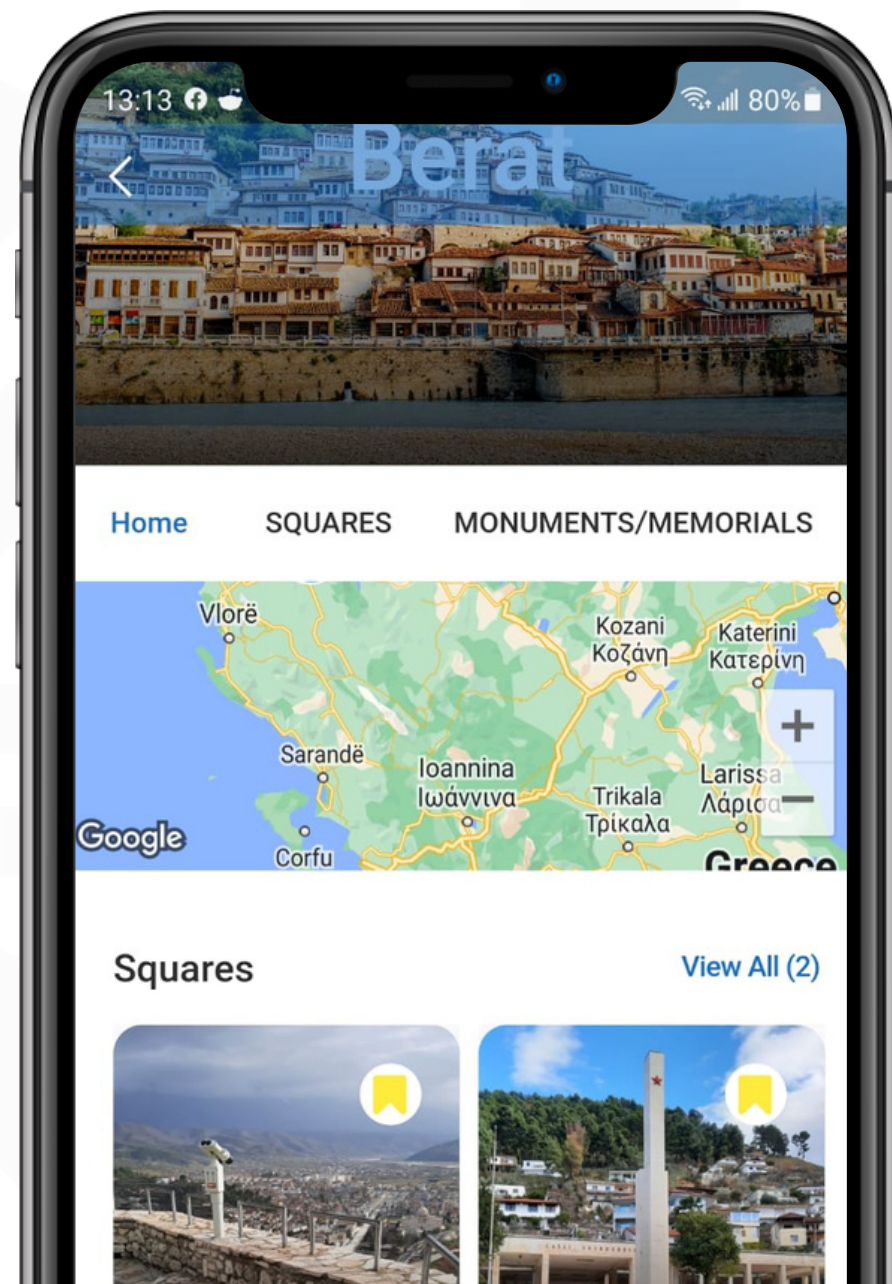 13:13
80%
Berat
Home
SQUARES
MONUMENTS/MEMORIALS
Vlorë
Kozani
Κοζάνη
Katerini
Κατερίνη
+
Sarandë
Ioannina
Ιωάννινα
Trikala
Τρίκαλα
Larissa
Λάρισα
−
Google
Corfu
Greece
Squares
View All (2)